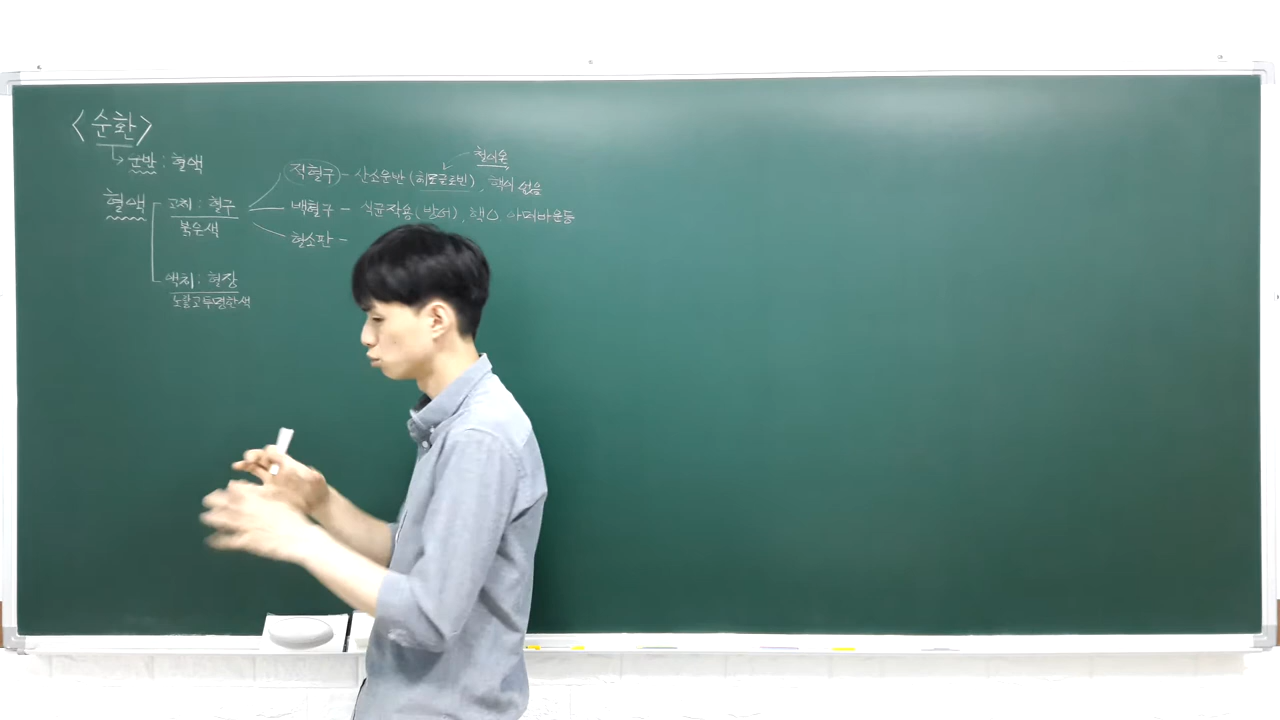 <순환>
↳ 운반 : 혈액
철이온
적혈구 - 산소운반 (헤모글로빈), 핵이 없음
혈액 고체 : 혈구
붉은색
백혈구 - 식균작용 (방어), 핵O, 아메바운동
혈소판 -
액체 : 혈장
노랗고 투명한 색